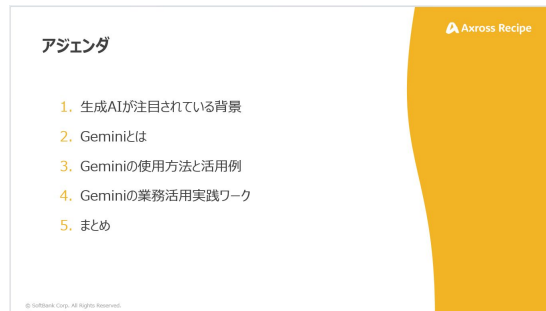 アジェンダ
Axross Recipe
1. 生成AIが注目されている背景
2. Geminiとは
3. Geminiの使用方法と活用例
4. Geminiの業務活用実践ワーク
5. まとめ
© SoftBank Corp. All Rights Reserved.